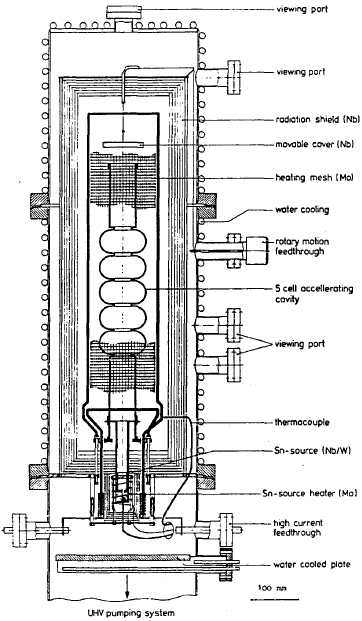 viewing port
viewing port
radiation shield (Nb)
movable cover (Nb)
heating mesh (Mo)
water cooling
rotary motion
feedthrough
5 cell accellerating
cavity
viewing port
thermocouple
Sn-source (Nb/W)
Sn-source heater (Mo)
high current
feedthrough
water cooled plate
100 mm
UHV pumping system